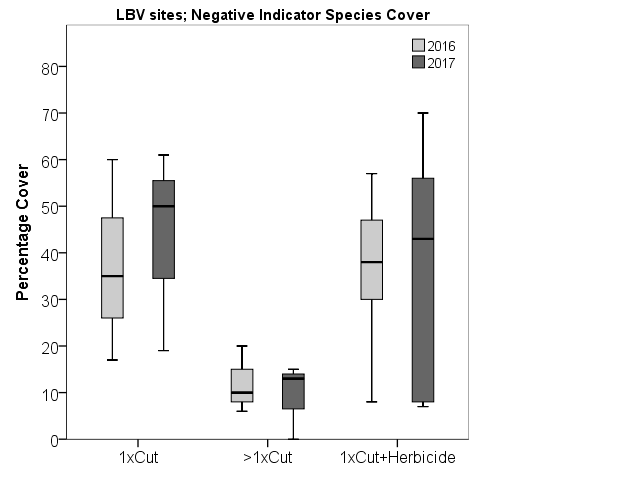 LBV sites; Negative Indicator Species Cover
2016
2017
Percentage Cover
80
70
60
50
40
30
20
10
0
1xCut
>1xCut
1xCut+Herbicide